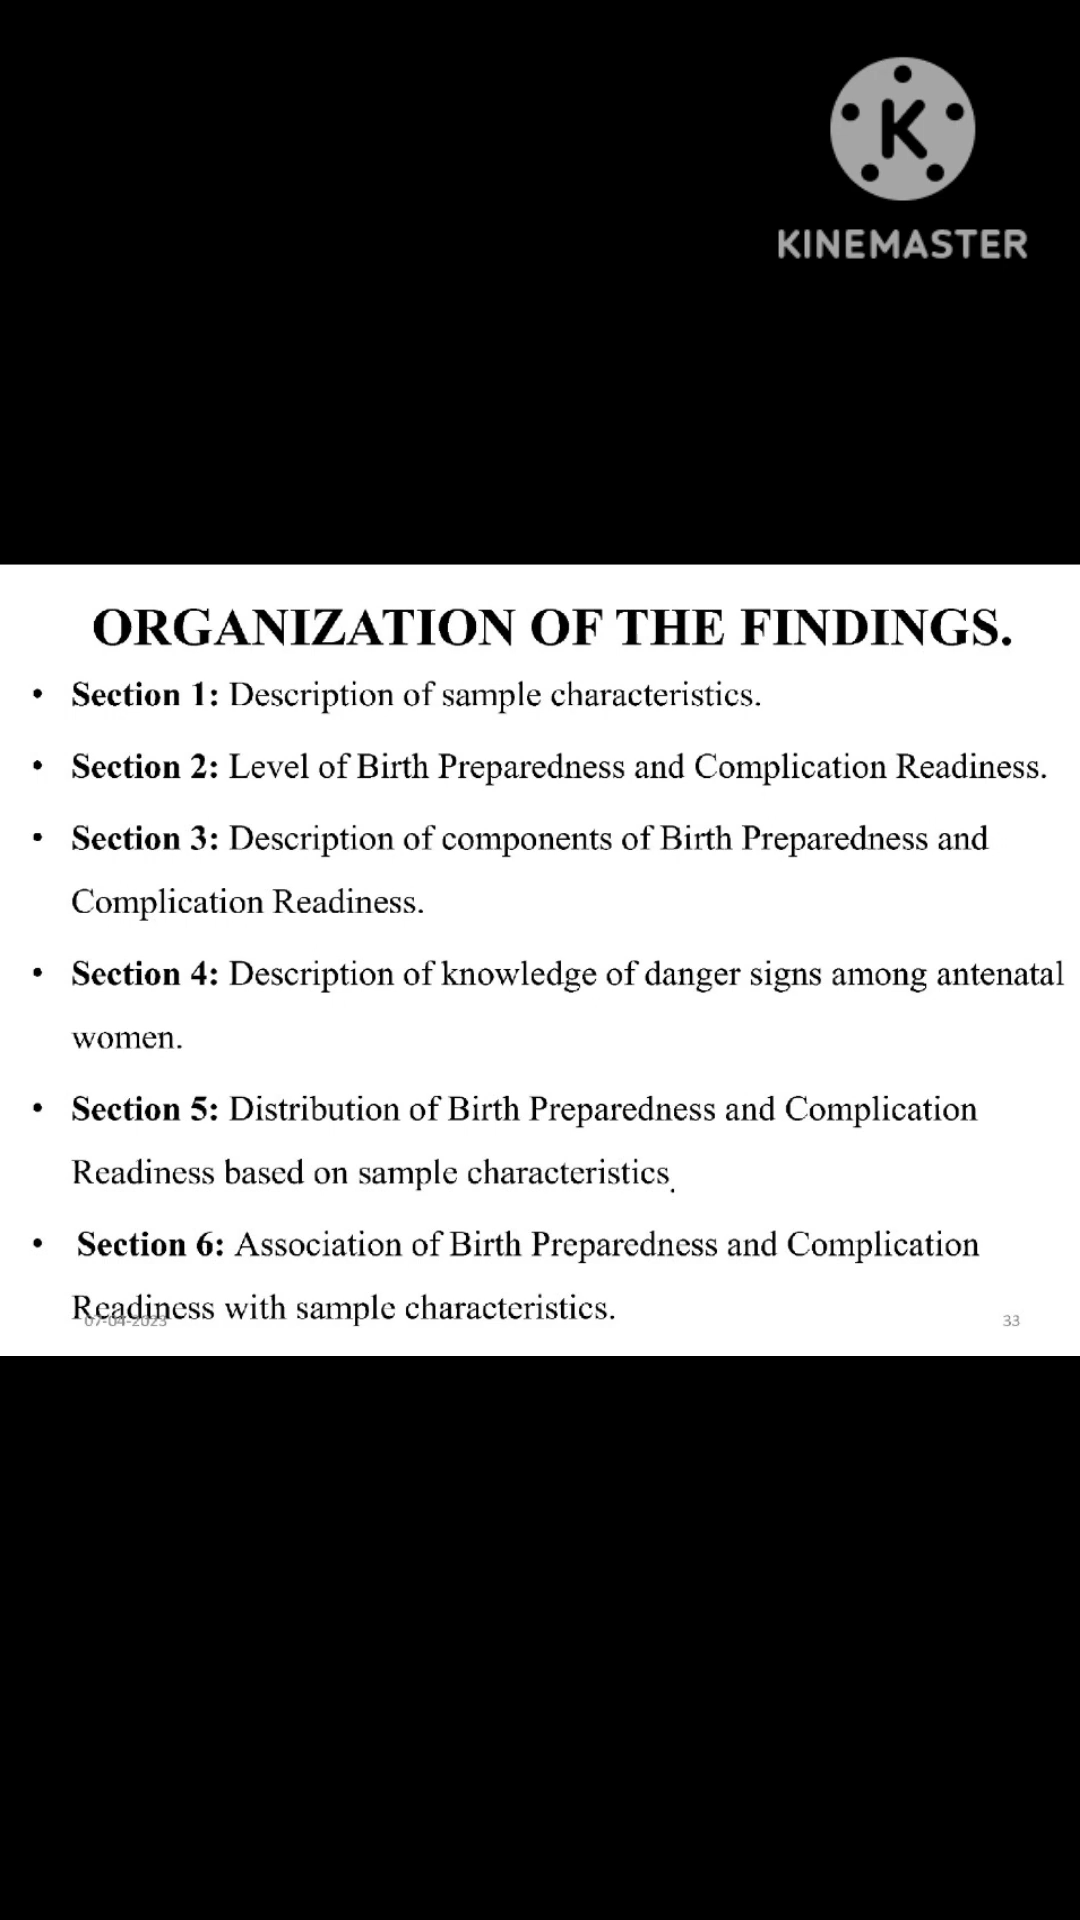 K
KINEMASTER
ORGANIZATION OF THE FINDINGS.
• Section 1: Description of sample characteristics.
• Section 2: Level of Birth Preparedness and Complication Readiness.
• Section 3: Description of components of Birth Preparedness and
Complication Readiness.
• Section 4: Description of knowledge of danger signs among antenatal
women.
• Section 5: Distribution of Birth Preparedness and Complication
Readiness based on sample characteristics.
• Section 6: Association of Birth Preparedness and Complication
Readiness with sample characteristics.
07-04-2023
33